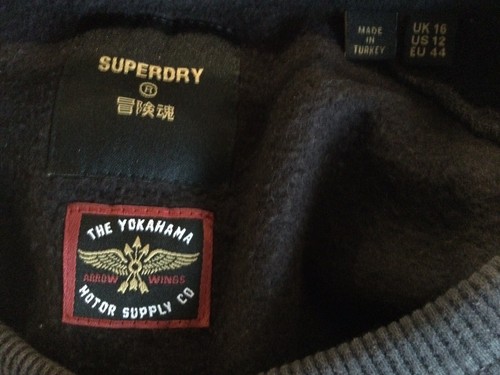 SUPERDRY
®
冒険魂
MADE
IN
TURKEY
UK 16
US 12
EU 44
THE YOKAHAMA
ARROW WINGS
MOTOR SUPPLY CO